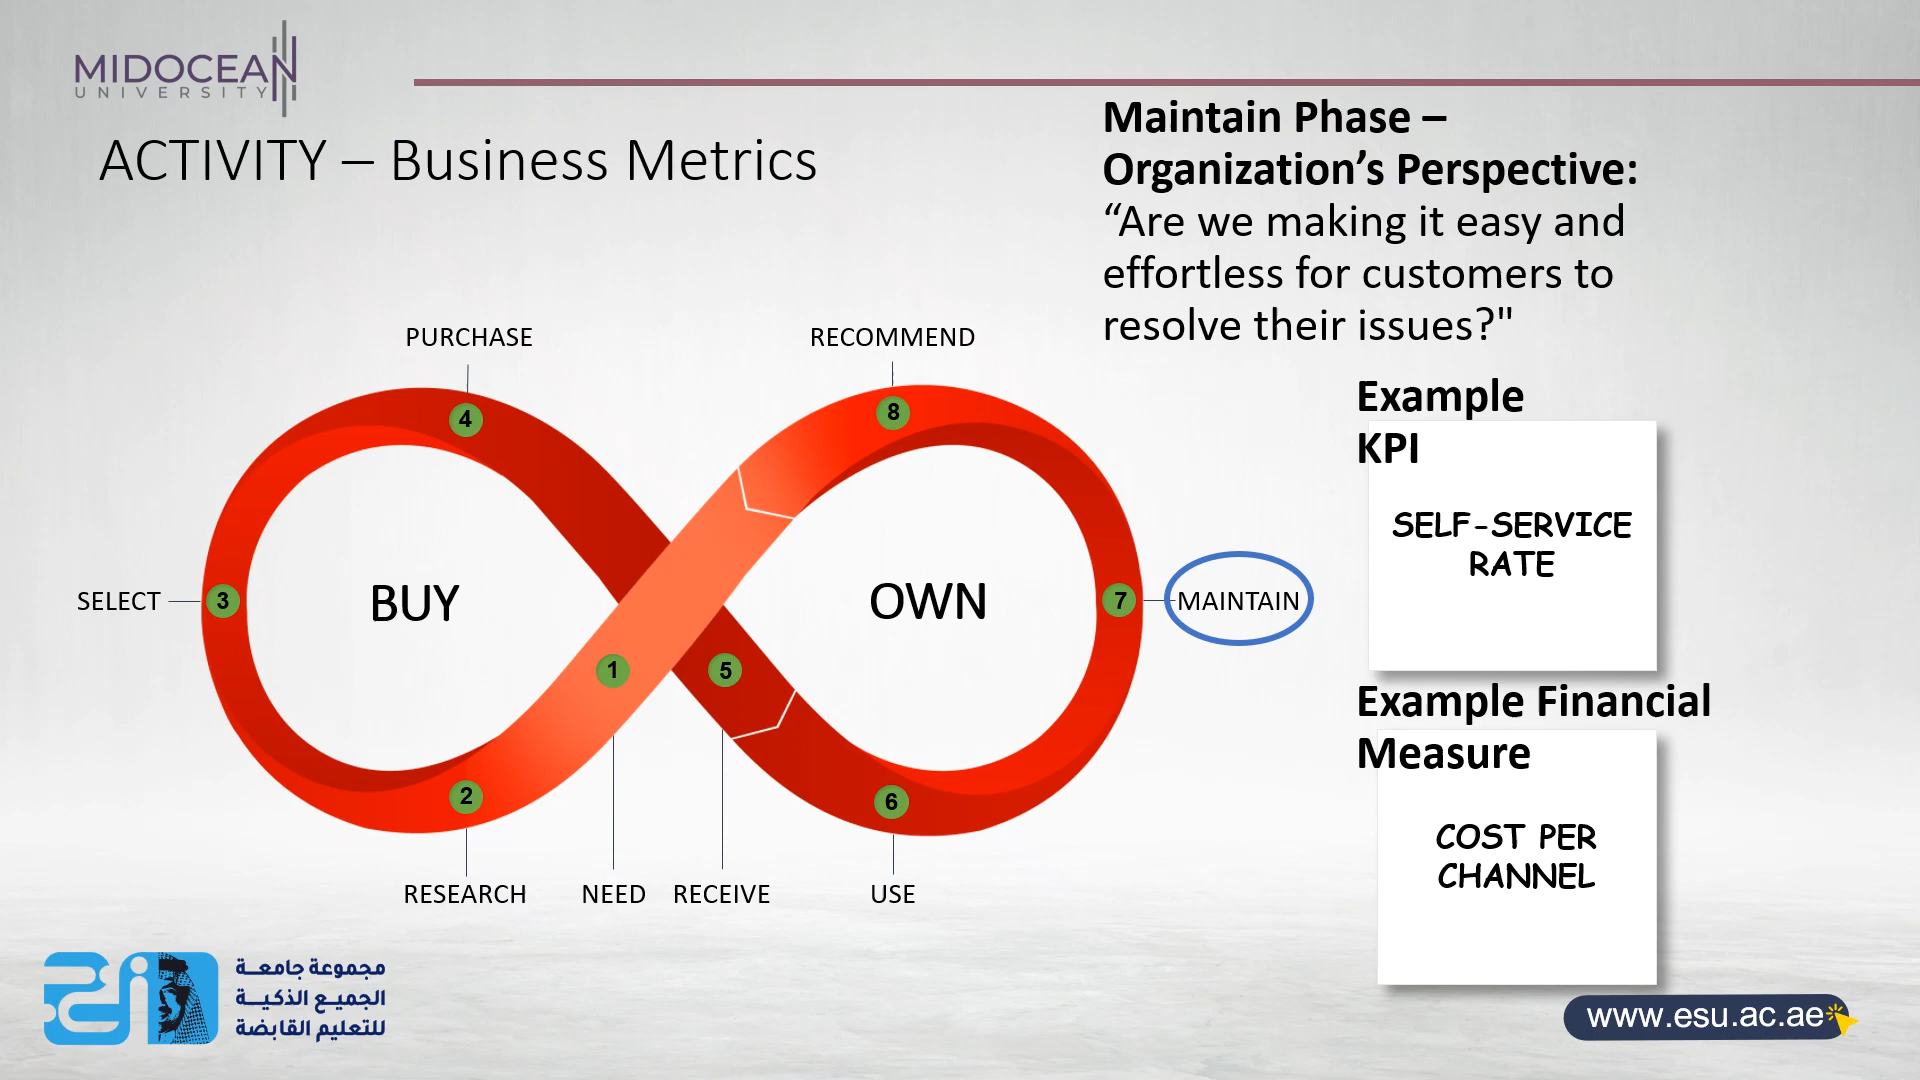 MIDOCEAN
UNIVERSITY
ACTIVITY – Business Metrics
Maintain Phase –
Organization’s Perspective:
“Are we making it easy and
effortless for customers to
resolve their issues?"
PURCHASE
RECOMMEND
4
8
SELECT
3
BUY
OWN
7
MAINTAIN
1
5
2
6
RESEARCH
NEED
RECEIVE
USE
Example
KPI
SELF-SERVICE
RATE
Example Financial
Measure
COST PER
CHANNEL
مجموعة جامعـــة
الجميـع الذكيـــة
للتعليم القابضة
www.esu.ac.ae